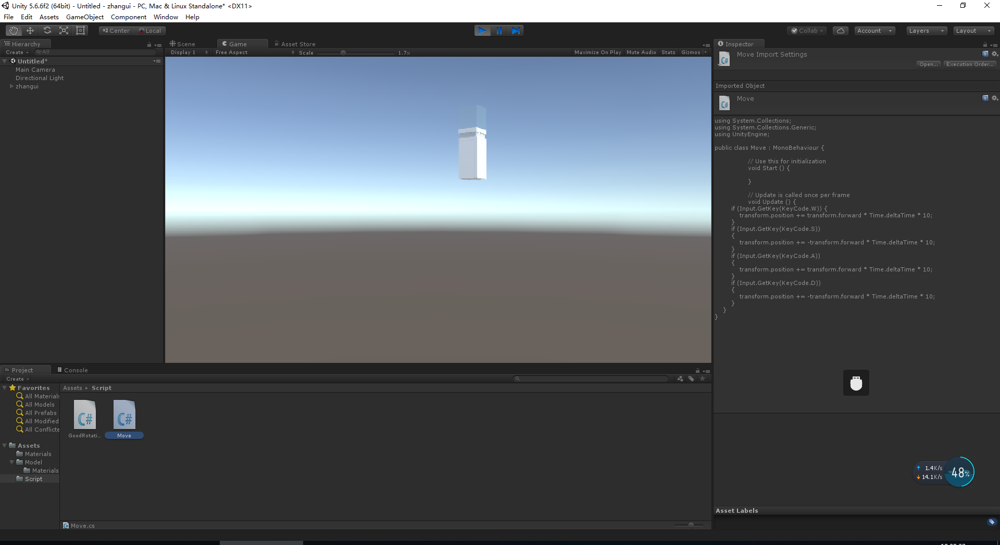 Unity 5.6.6f2 (64bit) - Untitled - zhangui - PC, Mac & Linux Standalone* <DX11>
File Edit Assets GameObject Component Window Help
Center Local
Collab Account Layers Layout
Hierarchy
Create All
Untitled*
Main Camera
Directional Light
zhangui
Scene Game Asset Store
Display 1 Free Aspect Scale 1.7x Maximize On Play Mute Audio Stats Gizmos
Inspector
Move Import Settings
Open... Execution Order...
Imported Object
Move
using System.Collections;
using System.Collections.Generic;
using UnityEngine;
public class Move : MonoBehaviour {
// Use this for initialization
void Start () {
}
// Update is called once per frame
void Update () {
if (Input.GetKey(KeyCode.W)) {
transform.position += transform.forward * Time.deltaTime * 10;
}
if (Input.GetKey(KeyCode.S))
{
transform.position += -transform.forward * Time.deltaTime * 10;
}
if (Input.GetKey(KeyCode.A))
{
transform.position += transform.forward * Time.deltaTime * 10;
}
if (Input.GetKey(KeyCode.D))
{
transform.position += -transform.forward * Time.deltaTime * 10;
}
}
}
Project Console
Create
Favorites
All Materials
All Models
All Prefabs
All Modified
All Conflicte
Assets
Materials
Model
Materials
Script
Assets ▸ Script
C# C#
GoodRotati... Move
Move.cs
1.4K/s
14.1K/s
48%
Asset Labels